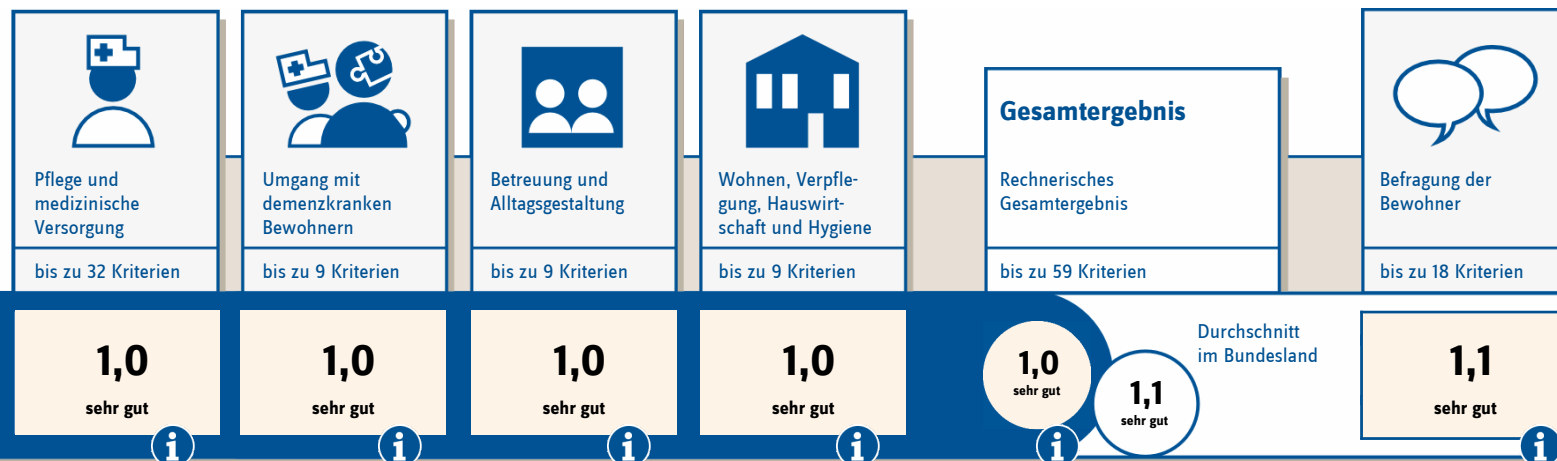 Pflege und
medizinische
Versorgung
bis zu 32 Kriterien
1,0
sehr gut
i
Umgang mit
demenzkranken
Bewohnern
bis zu 9 Kriterien
1,0
sehr gut
i
Betreuung und
Alltagsgestaltung
bis zu 9 Kriterien
1,0
sehr gut
i
Wohnen, Verpfle-
gung, Hauswirt-
schaft und Hygiene
bis zu 9 Kriterien
1,0
sehr gut
i
Gesamtergebnis
Rechnerisches
Gesamtergebnis
bis zu 59 Kriterien
1,0
sehr gut
i
Durchschnitt
im Bundesland
1,1
sehr gut
Befragung der
Bewohner
bis zu 18 Kriterien
1,1
sehr gut
i